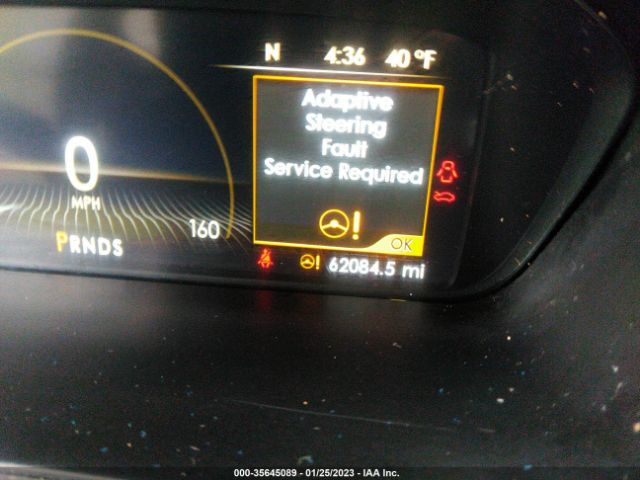 N 4:36 40 °F
Adaptive
Steering
Fault
Service Required
!
OK
0
MPH
160
PRNDS
! 62084.5 mi
000-35645089 - 01/25/2023 - IAA Inc.